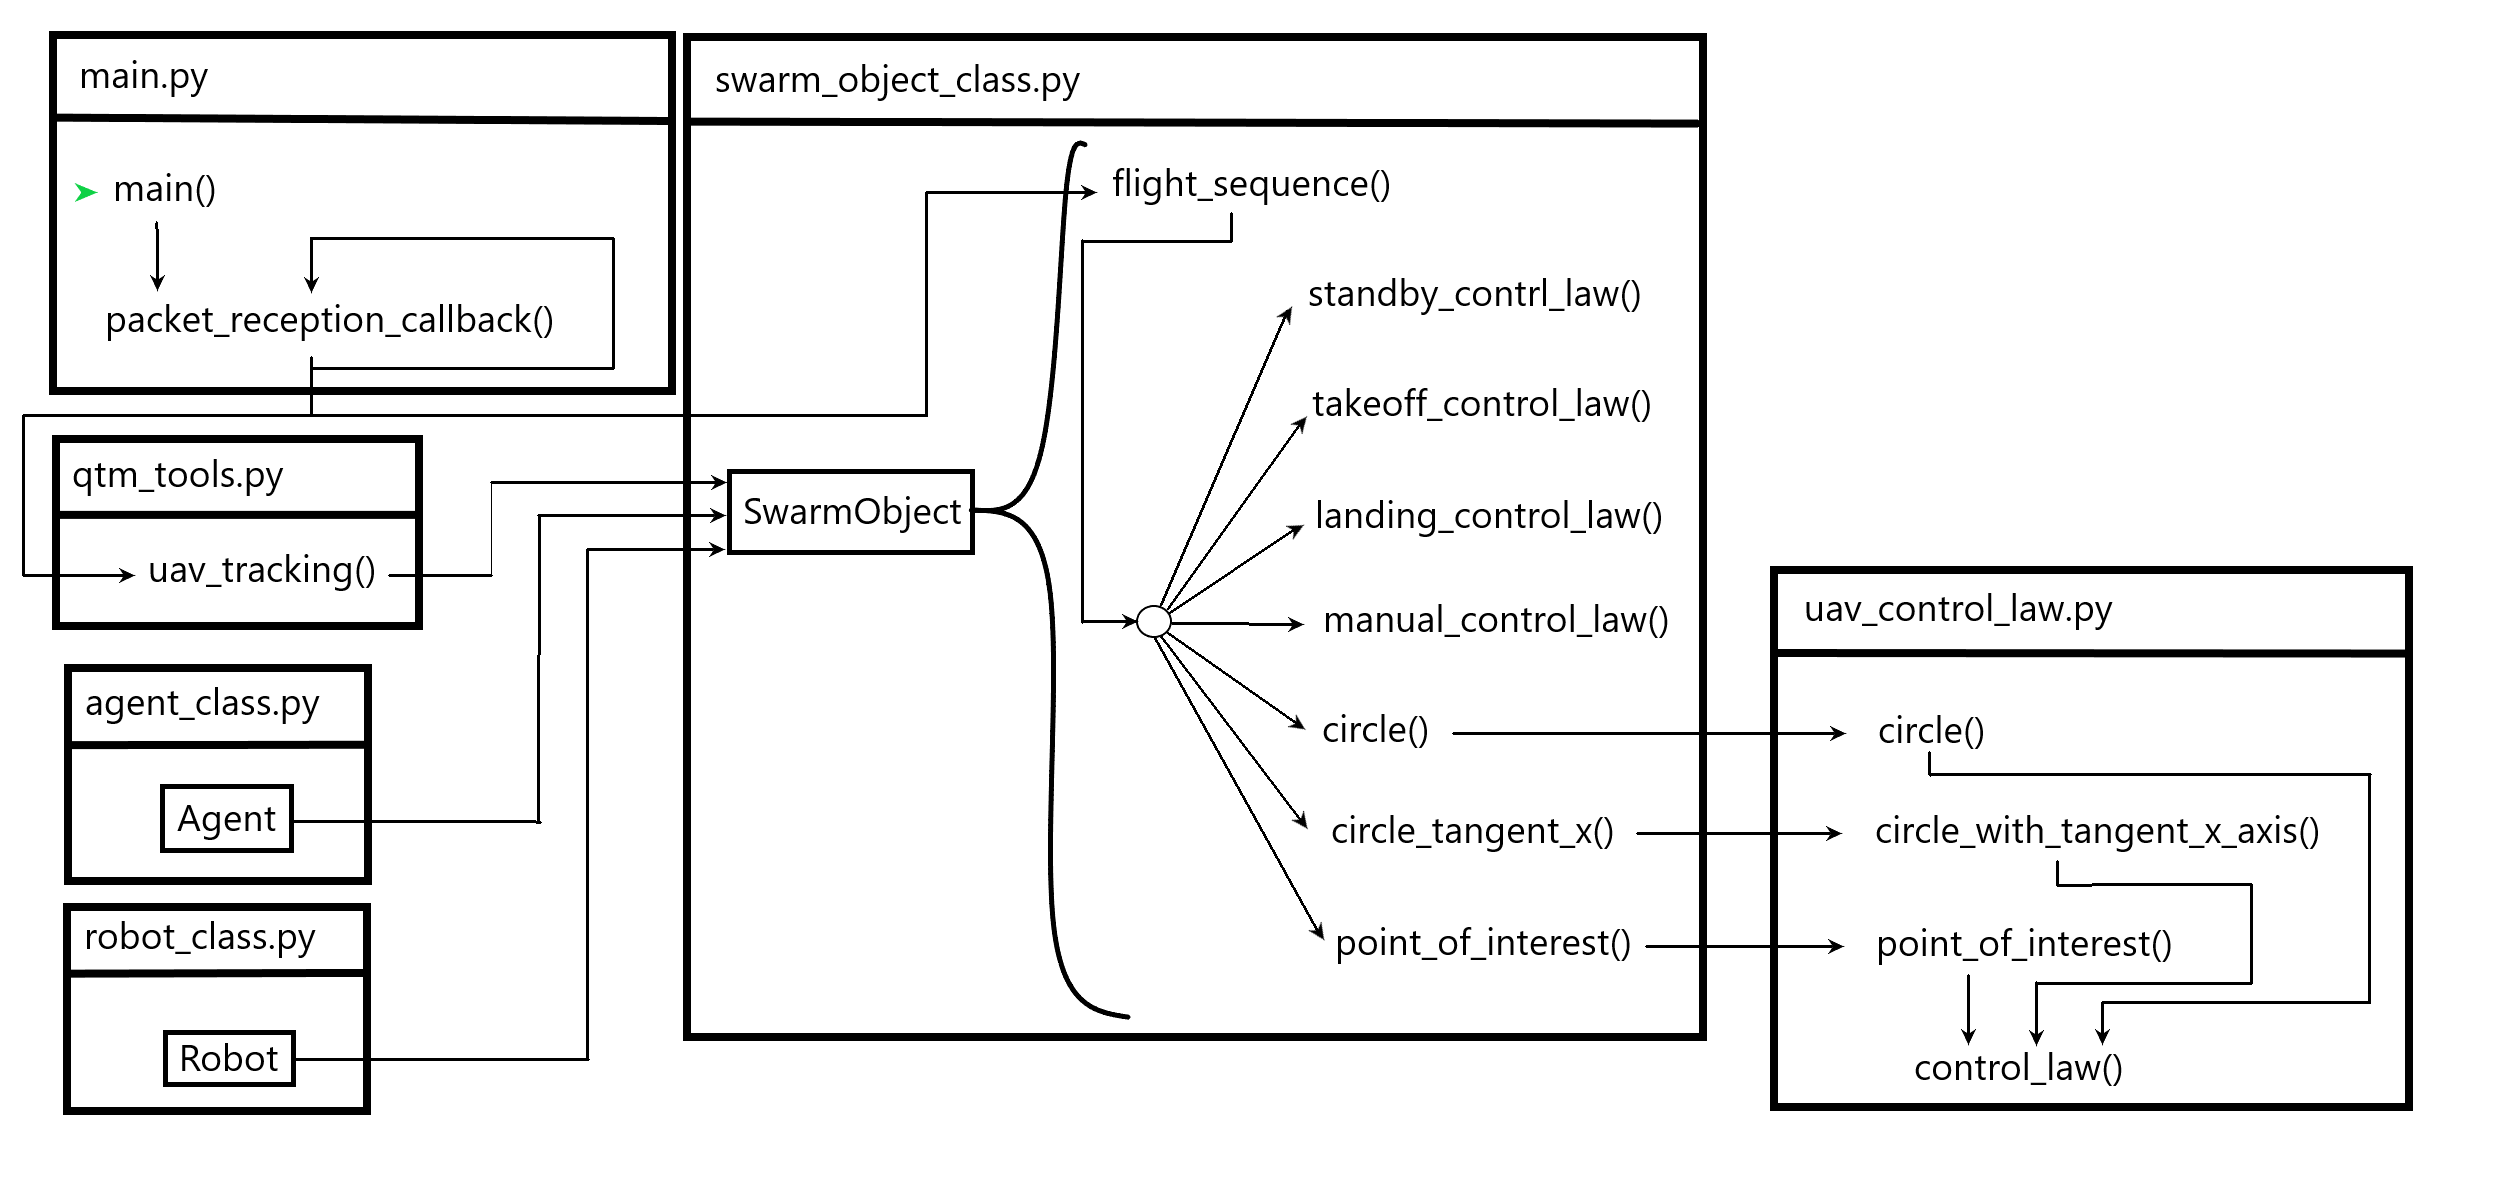 main.py
main()
packet_reception_callback()
qtm_tools.py
uav_tracking()
agent_class.py
Agent
robot_class.py
Robot
swarm_object_class.py
SwarmObject
flight_sequence()
standby_contrl_law()
takeoff_control_law()
landing_control_law()
manual_control_law()
circle()
circle_tangent_x()
point_of_interest()
uav_control_law.py
circle()
circle_with_tangent_x_axis()
point_of_interest()
control_law()